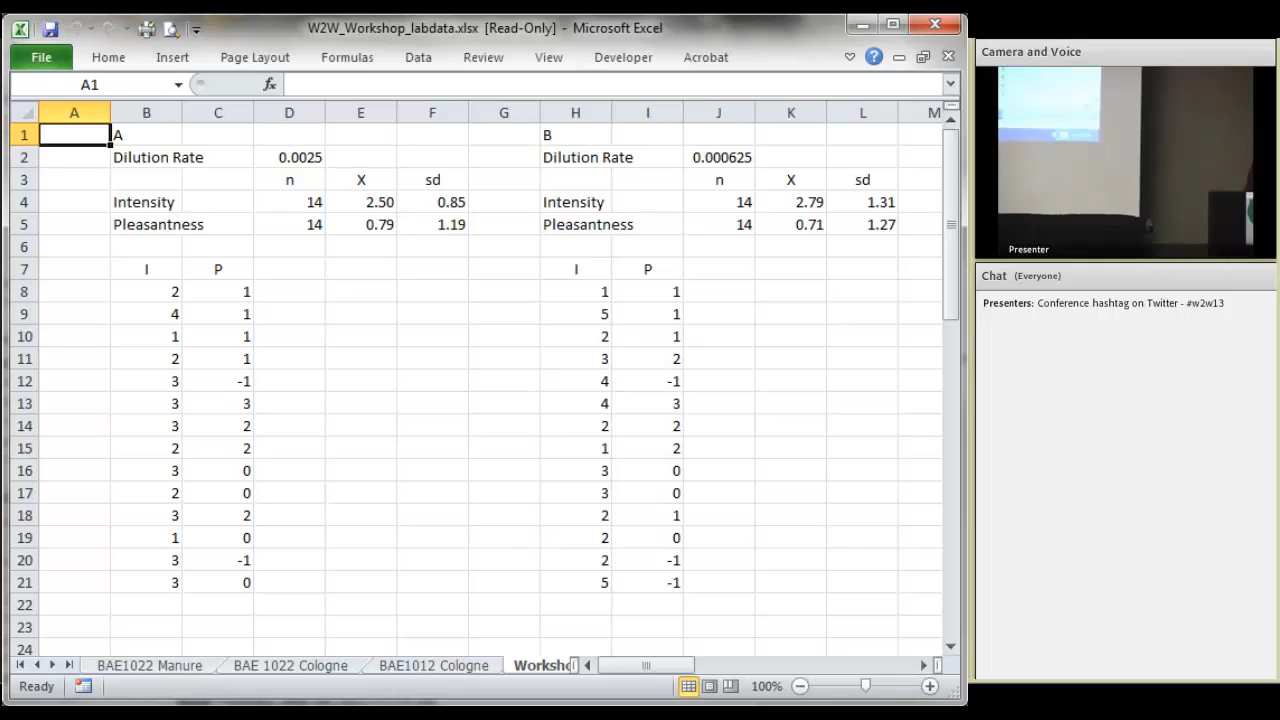 W2W_Workshop_labdata.xlsx [Read-Only] - Microsoft Excel
File Home Insert Page Layout Formulas Data Review View Developer Acrobat
A1 fx
A B C D E F G H I J K L M
1 A B
2 Dilution Rate 0.0025 Dilution Rate 0.000625
3 n X sd n X sd
4 Intensity 14 2.50 0.85 Intensity 14 2.79 1.31
5 Pleasantness 14 0.79 1.19 Pleasantness 14 0.71 1.27
6
7 I P I P
8 2 1 1 1
9 4 1 5 1
10 1 1 2 1
11 2 1 3 2
12 3 -1 4 -1
13 3 3 4 3
14 3 2 2 2
15 2 2 1 2
16 3 0 3 0
17 2 0 3 0
18 3 2 2 1
19 1 0 2 0
20 3 -1 2 -1
21 3 0 5 -1
22
23
24
BAE1022 Manure BAE 1022 Cologne BAE1012 Cologne Worksho
Ready 100%
Camera and Voice
Presenter
Chat (Everyone)
Presenters: Conference hashtag on Twitter - #w2w13